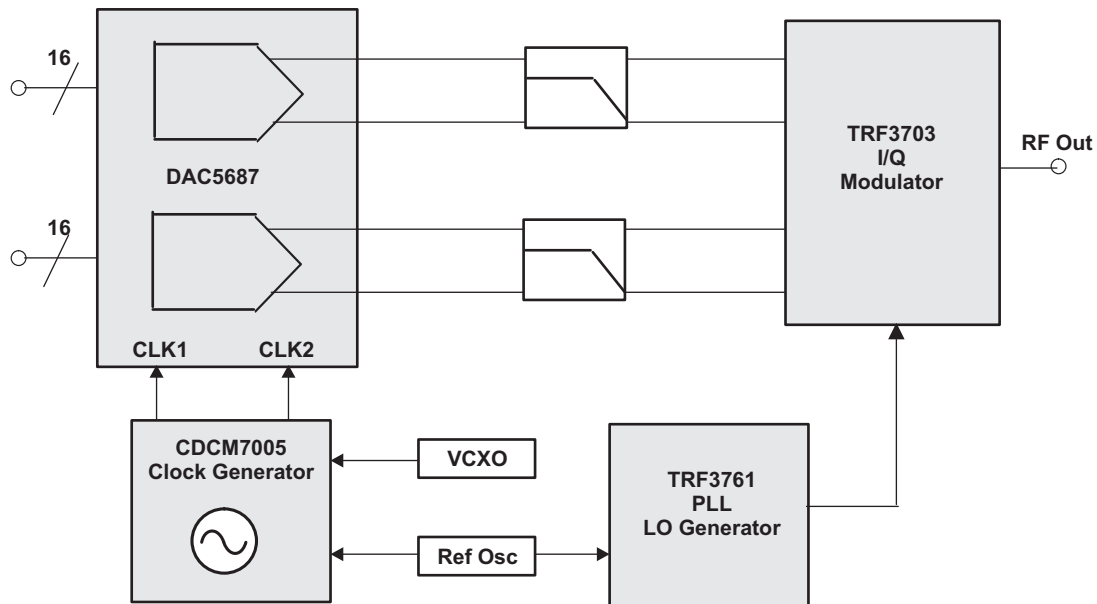 16
DAC5687
16
CLK1
CLK2
TRF3703
I/Q
Modulator
RF Out
CDCM7005
Clock Generator
VCXO
Ref Osc
TRF3761
PLL
LO Generator